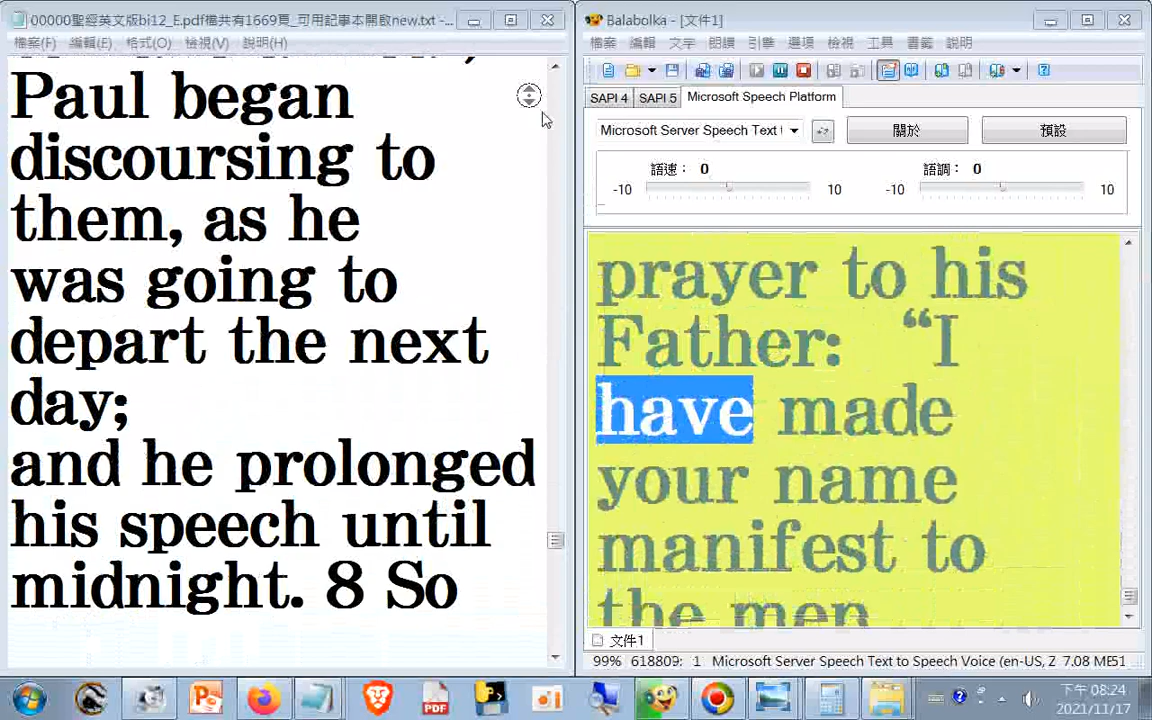 00000聖經英文版bi12_E.pdf檔共有1669頁_可用記事本開啟new.txt -...
檔案(F) 編輯(E) 格式(O) 檢視(V) 說明(H)
Paul began
discoursing to
them, as he
was going to
depart the next
day;
and he prolonged
his speech until
midnight. 8 So
Balabolka - [文件1]
檔案 編輯 文字 朗讀 引擎 選項 檢視 工具 書籤 說明
SAPI 4 SAPI 5 Microsoft Speech Platform
Microsoft Server Speech Text 關於 預設
語速: 0 語調: 0
-10 10 -10 10
prayer to his
Father: “I
have made
your name
manifest to
the men
文件1
99% 618809: 1 Microsoft Server Speech Text to Speech Voice (en-US, Z 7.08 ME51
PDF
下午 08:24
2021/11/17